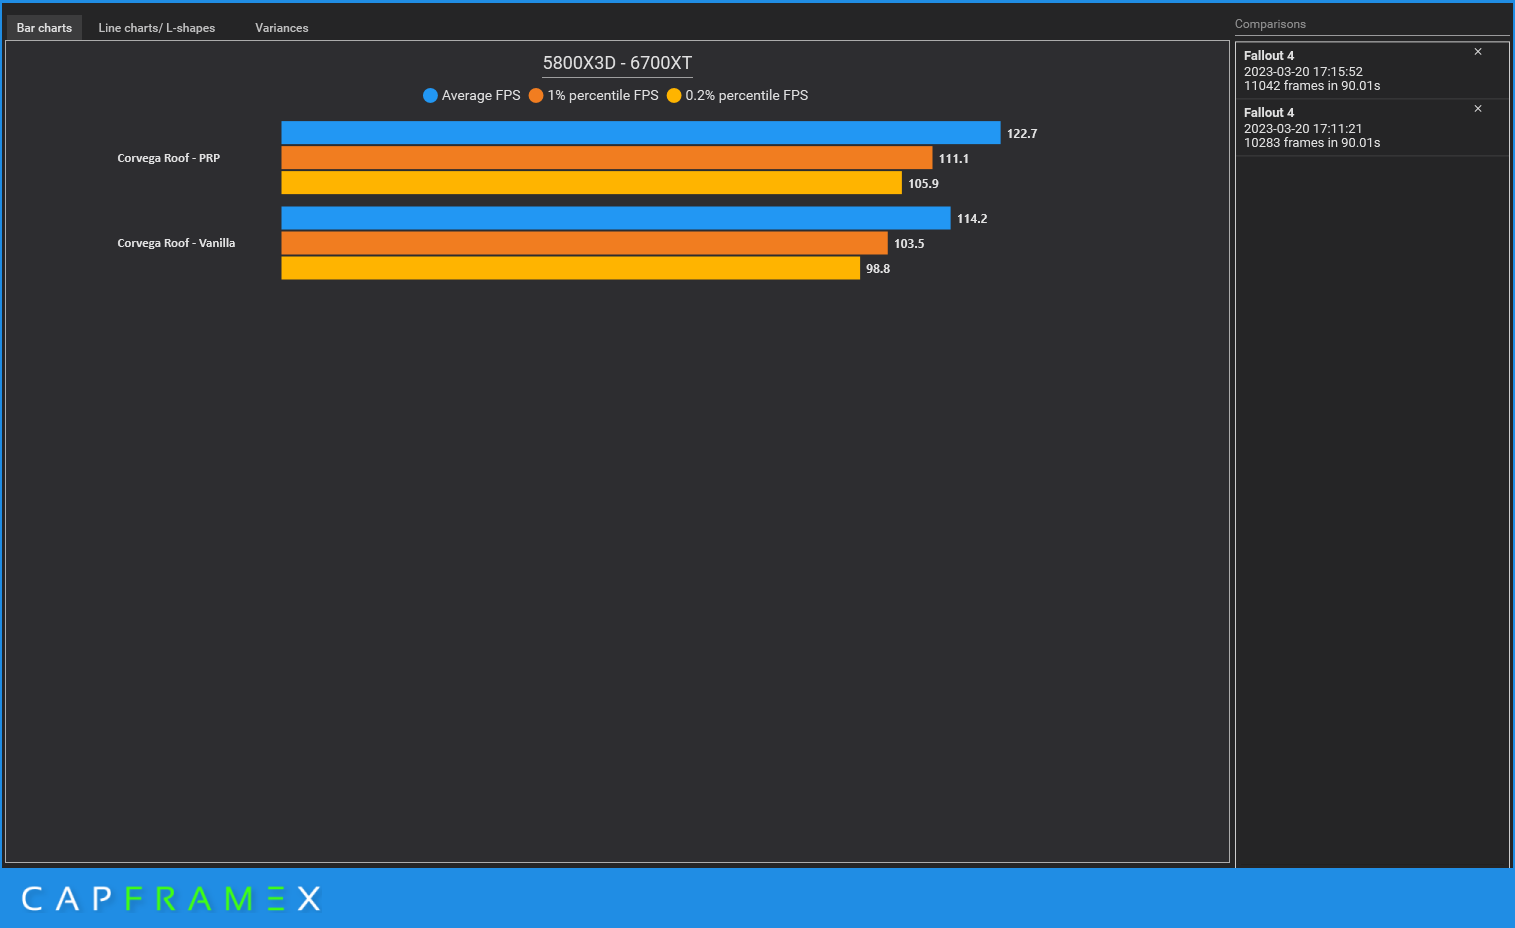 Bar charts Line charts/ L-shapes Variances
5800X3D - 6700XT
Average FPS 1% percentile FPS 0.2% percentile FPS
Corvega Roof - PRP
122.7
111.1
105.9
Corvega Roof - Vanilla
114.2
103.5
98.8
Comparisons
Fallout 4
2023-03-20 17:15:52
11042 frames in 90.01s
Fallout 4
2023-03-20 17:11:21
10283 frames in 90.01s
CAPFRAMEX